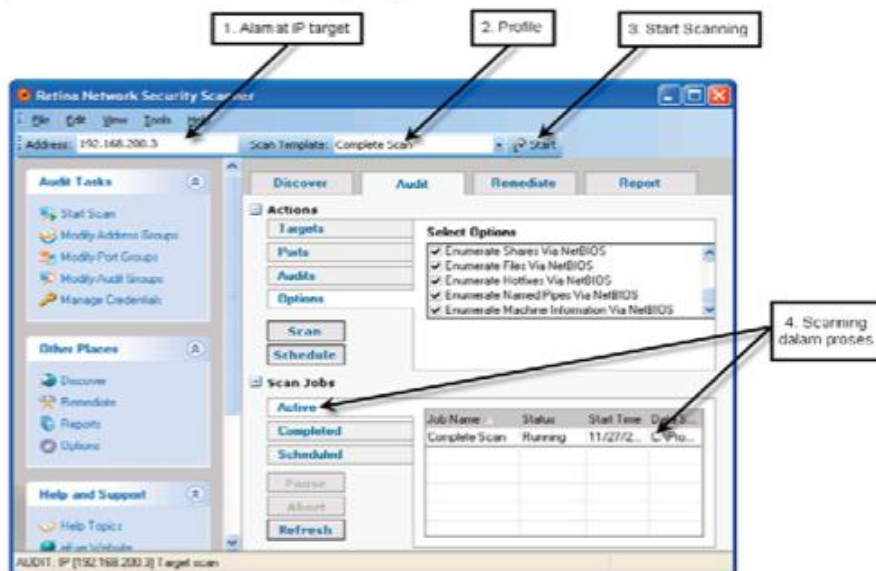 1. Alamat IP target
2. Profile
3. Start Scanning
Retina Network Security Scanner
File Edit View Tools Help
Address: 192.168.200.3 Scan Template: Complete Scan Start
Audit Tasks
Start Scan
Modify Address Groups
Modify Port Groups
Modify Audit Groups
Manage Credentials
Other Places
Discover
Remediate
Reports
Options
Help and Support
Help Topics
Discover Audit Remediate Report
Actions
Targets
Ports
Audits
Options
Scan
Schedule
Select Options
Enumerate Shares Via NetBIOS
Enumerate Files Via NetBIOS
Enumerate Hotfixes Via NetBIOS
Enumerate Named Pipes Via NetBIOS
Enumerate Machine Information Via NetBIOS
4. Scanning
dalam proses
Scan Jobs
Active
Completed
Scheduled
Pause
Abort
Refresh
Job Name Status Start Time
Complete Scan Running 11/27/2... C:\Pro...
AUDIT: IP [192.168.200.3] Target scan